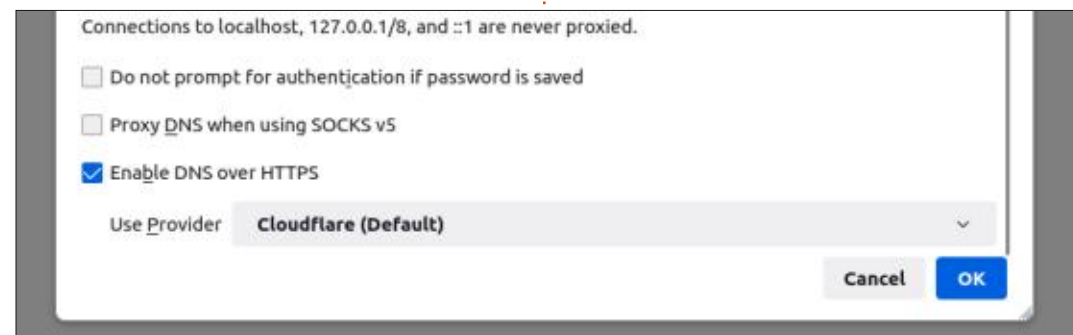 Connections to localhost, 127.0.0.1/8, and ::1 are never proxied.
Do not prompt for authentication if password is saved
Proxy DNS when using SOCKS v5
Enable DNS over HTTPS
Use Provider Cloudflare (Default)
Cancel OK